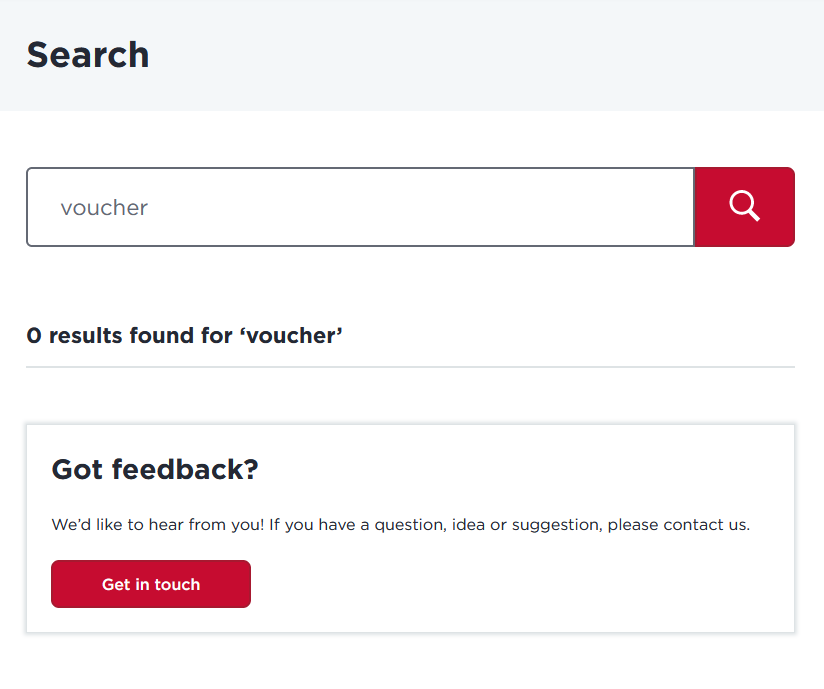 Search
voucher
0 results found for ‘voucher’
Got feedback?
We’d like to hear from you! If you have a question, idea or suggestion, please contact us.
Get in touch